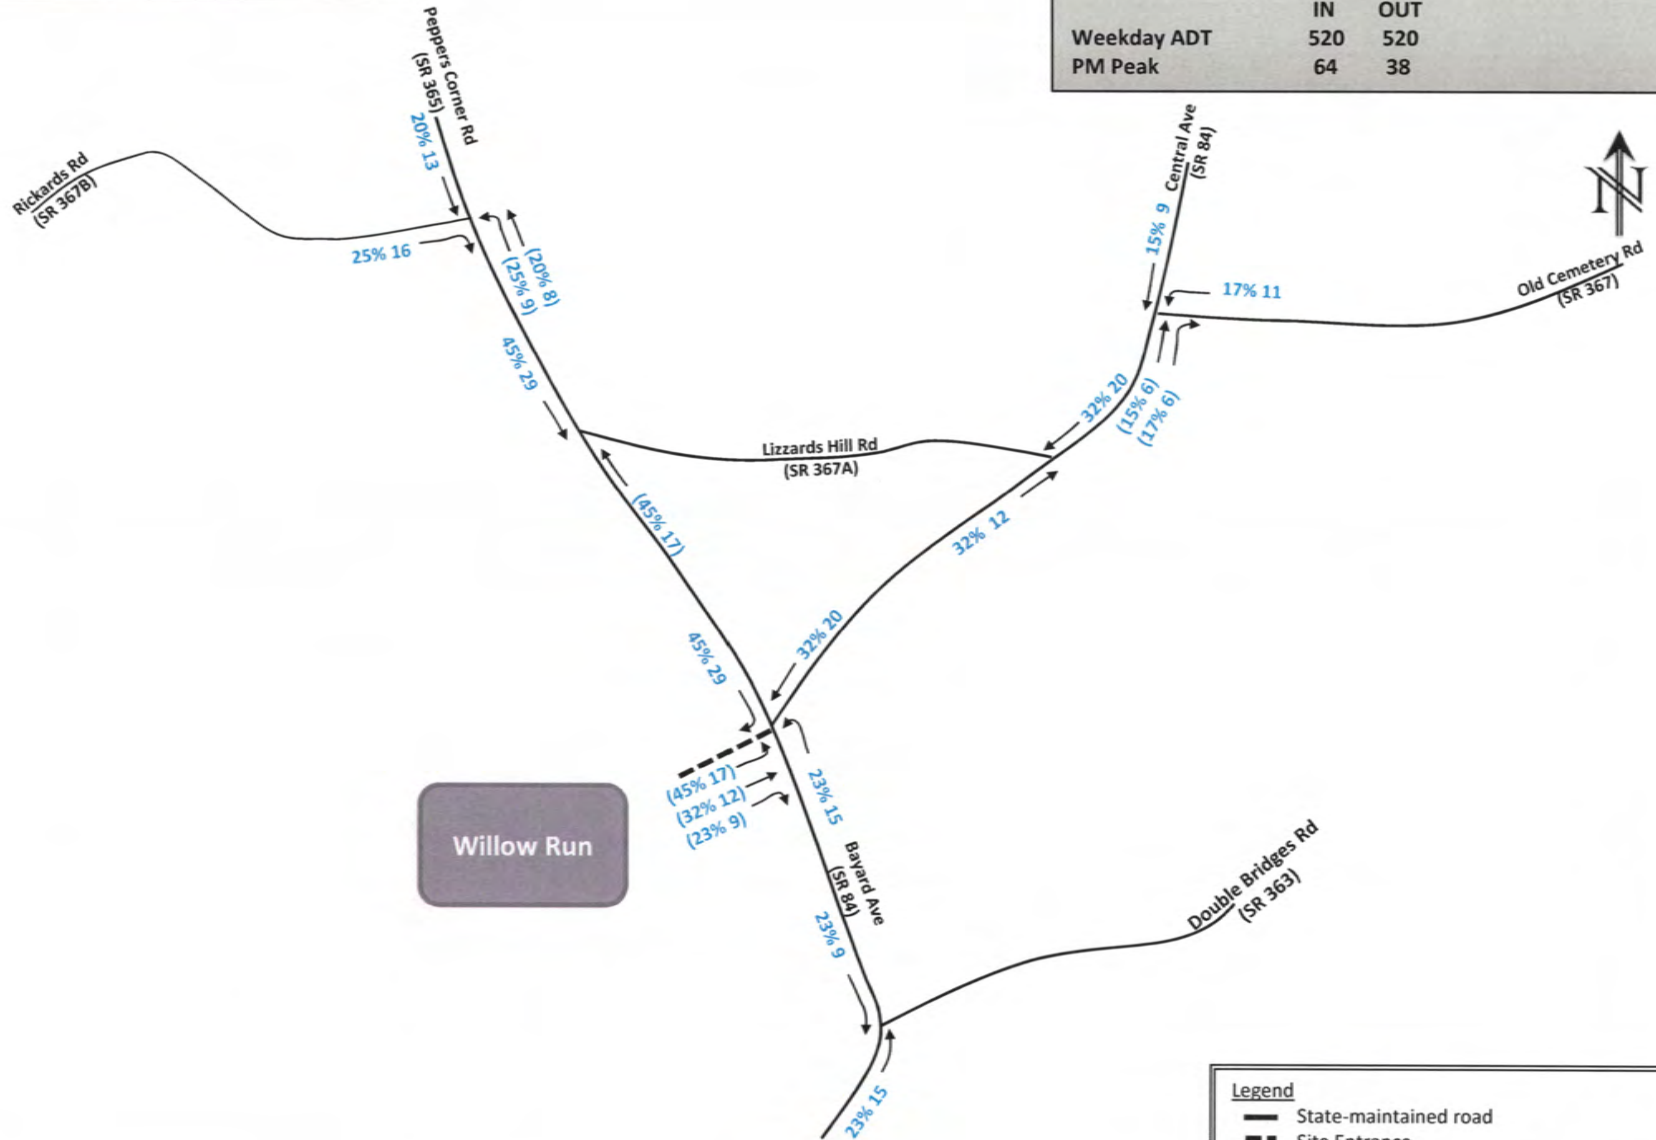 IN OUT
Weekday ADT 520 520
PM Peak 64 38
Peppers Corner Rd
(SR 365)
20% 13
Rickards Rd
(SR 367B)
25% 16
(20% 8)
(25% 9)
45% 29
Central Ave
(SR 84)
15% 9
N
17% 11
Old Cemetery Rd
(SR 367)
32% 20
(15% 6)
(17% 6)
Lizzards Hill Rd
(SR 367A)
(45% 17)
32% 12
45% 29
32% 20
(45% 17)
(32% 12)
(23% 9)
23% 15
Willow Run
Bayard Ave
(SR 84)
23% 9
Double Bridges Rd
(SR 363)
23% 15
Legend
State-maintained road
Site Entrance